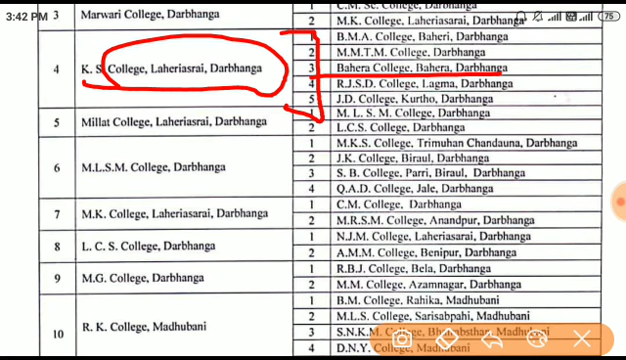 3:42 PM
75
1 C.M. Sc. College, Darbhanga
3 Marwari College, Darbhanga
2 M.K. College, Laheriasarai, Darbhanga
1 B.M.A. College, Baheri, Darbhanga
2 M.M.T.M. College, Darbhanga
4 K. S. College, Laheriasrai, Darbhanga
3 Bahera College, Bahera, Darbhanga
4 R.J.S.D. College, Lagma, Darbhanga
5 J.D. College, Kurtho, Darbhanga
5 Millat College, Laheriasrai, Darbhanga
1 M. L. S. M. College, Darbhanga
2 L.C.S. College, Darbhanga
6 M.L.S.M. College, Darbhanga
1 M.K.S. College, Trimuhan Chandauna, Darbhanga
2 J.K. College, Biraul, Darbhanga
3 S. B. College, Parri, Biraul, Darbhanga
4 Q.A.D. College, Jale, Darbhanga
7 M.K. College, Laheriasarai, Darbhanga
1 C.M. College, Darbhanga
2 M.R.S.M. College, Anandpur, Darbhanga
8 L. C. S. College, Darbhanga
1 N.J.M. College, Laheriasarai, Darbhanga
2 A.M.M. College, Benipur, Darbhanga
9 M.G. College, Darbhanga
1 R.B.J. College, Bela, Darbhanga
2 M.M. College, Azamnagar, Darbhanga
10 R. K. College, Madhubani
1 B.M. College, Rahika, Madhubani
2 M.L.S. College, Sarisabpahi, Madhubani
3 S.N.K.M. College, Madhubani
4 D.N.Y. College, Madhubani